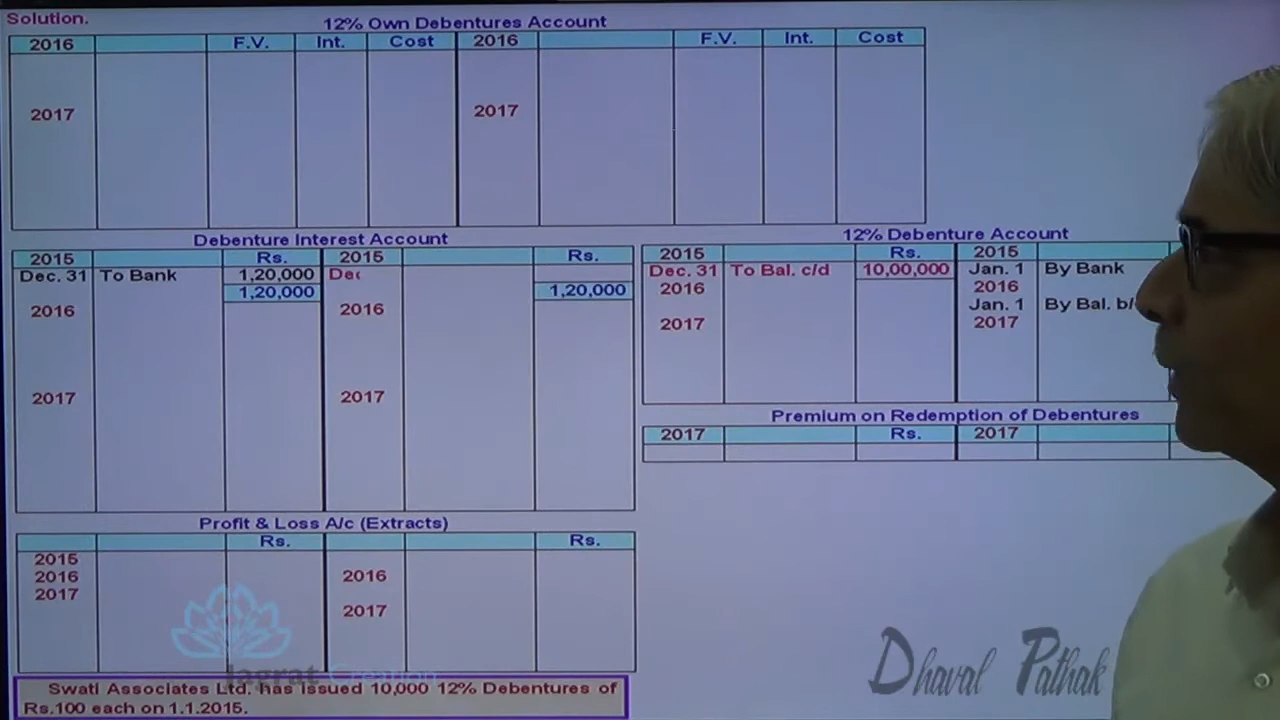 Solution.
12% Own Debentures Account
2016 F.V. Int. Cost 2016 F.V. Int. Cost
2017 2017
Debenture Interest Account
2015 Rs. 2015 Rs.
Dec. 31 To Bank 1,20,000
1,20,000 1,20,000
2016 2016
2017 2017
12% Debenture Account
2015 Rs. 2015
Dec. 31 To Bal. c/d 10,00,000 Jan. 1 By Bank
2016 2016
Jan. 1 By Bal.
2017 2017
Premium on Redemption of Debentures
2017 Rs. 2017
Profit & Loss A/c (Extracts)
Rs. Rs.
2015
2016 2016
2017
2017
Jagrat Creation
Swati Associates Ltd. has issued 10,000 12% Debentures of
Rs.100 each on 1.1.2015.
Dhaval Pathak